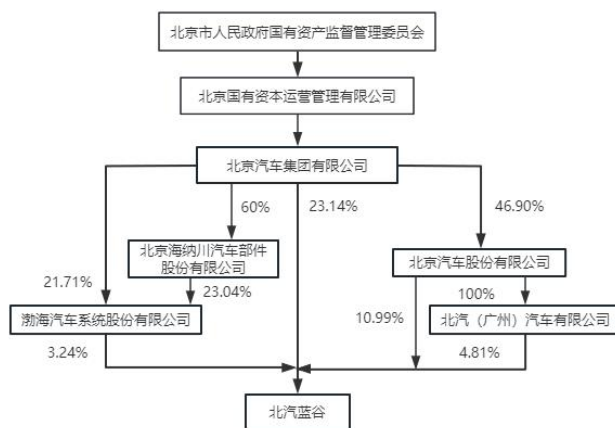 北京市人民政府国有资产监督管理委员会
北京国有资本运营管理有限公司
北京汽车集团有限公司
60%
23.14%
46.90%
北京海纳川汽车部件
股份有限公司
北京汽车股份有限公司
21.71%
23.04%
100%
渤海汽车系统股份有限公司
10.99%
北汽（广州）汽车有限公司
3.24%
4.81%
北汽蓝谷